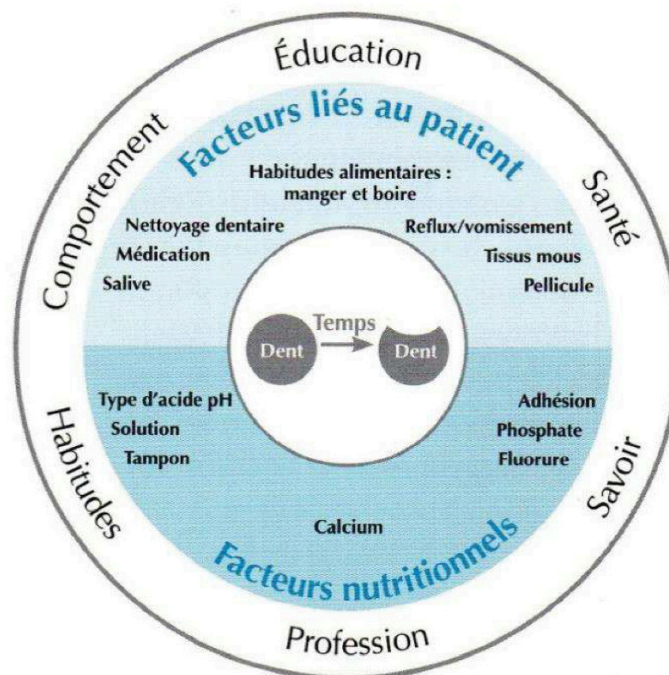 Éducation
Comportement
Santé
Facteurs liés au patient
Habitudes alimentaires :
manger et boire
Nettoyage dentaire
Reflux/vomissement
Médication
Tissus mous
Salive
Pellicule
Temps
Dent
Dent
Type d'acide pH
Adhésion
Solution
Phosphate
Tampon
Fluorure
Calcium
Facteurs nutritionnels
Habitudes
Savoir
Profession